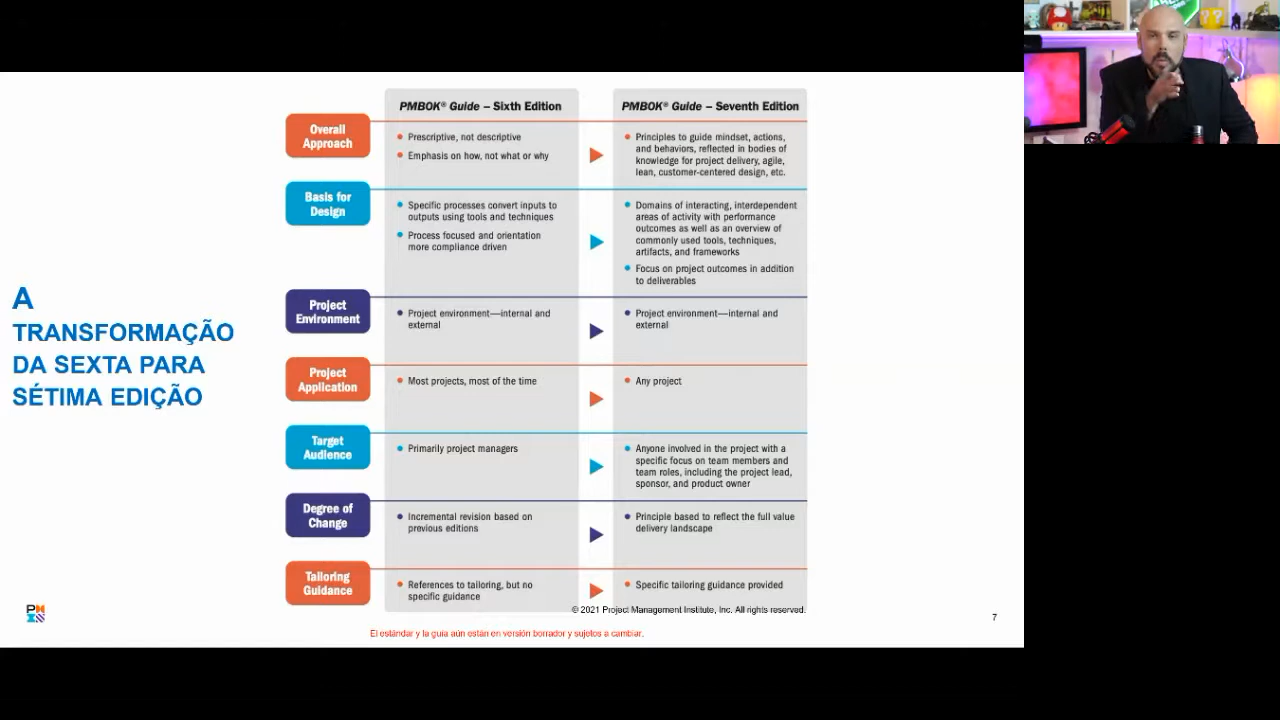 PMBOK® Guide – Sixth Edition
PMBOK® Guide – Seventh Edition
Overall
Approach
• Prescriptive, not descriptive
• Emphasis on how, not what or why
• Principles to guide mindset, actions,
and behaviors, reflected in bodies of
knowledge for project delivery, agile,
lean, customer-centered design, etc.
Basis for
Design
• Specific processes convert inputs to
outputs using tools and techniques
• Process focused and orientation
more compliance driven
• Domains of interacting, interdependent
areas of activity with performance
outcomes as well as an overview of
commonly used tools, techniques,
artifacts, and frameworks
• Focus on project outcomes in addition
to deliverables
A
TRANSFORMAÇÃO
DA SEXTA PARA
SÉTIMA EDIÇÃO
Project
Environment
• Project environment—internal and
external
• Project environment—internal and
external
Project
Application
• Most projects, most of the time
• Any project
Target
Audience
• Primarily project managers
• Anyone involved in the project with a
specific focus on team members and
team roles, including the project lead,
sponsor, and product owner
Degree of
Change
• Incremental revision based on
previous editions
• Principle based to reflect the full value
delivery landscape
Tailoring
Guidance
• References to tailoring, but no
specific guidance
• Specific tailoring guidance provided
© 2021 Project Management Institute, Inc. All rights reserved.
El estándar y la guía aún están en versión borrador y sujetos a cambiar.
7